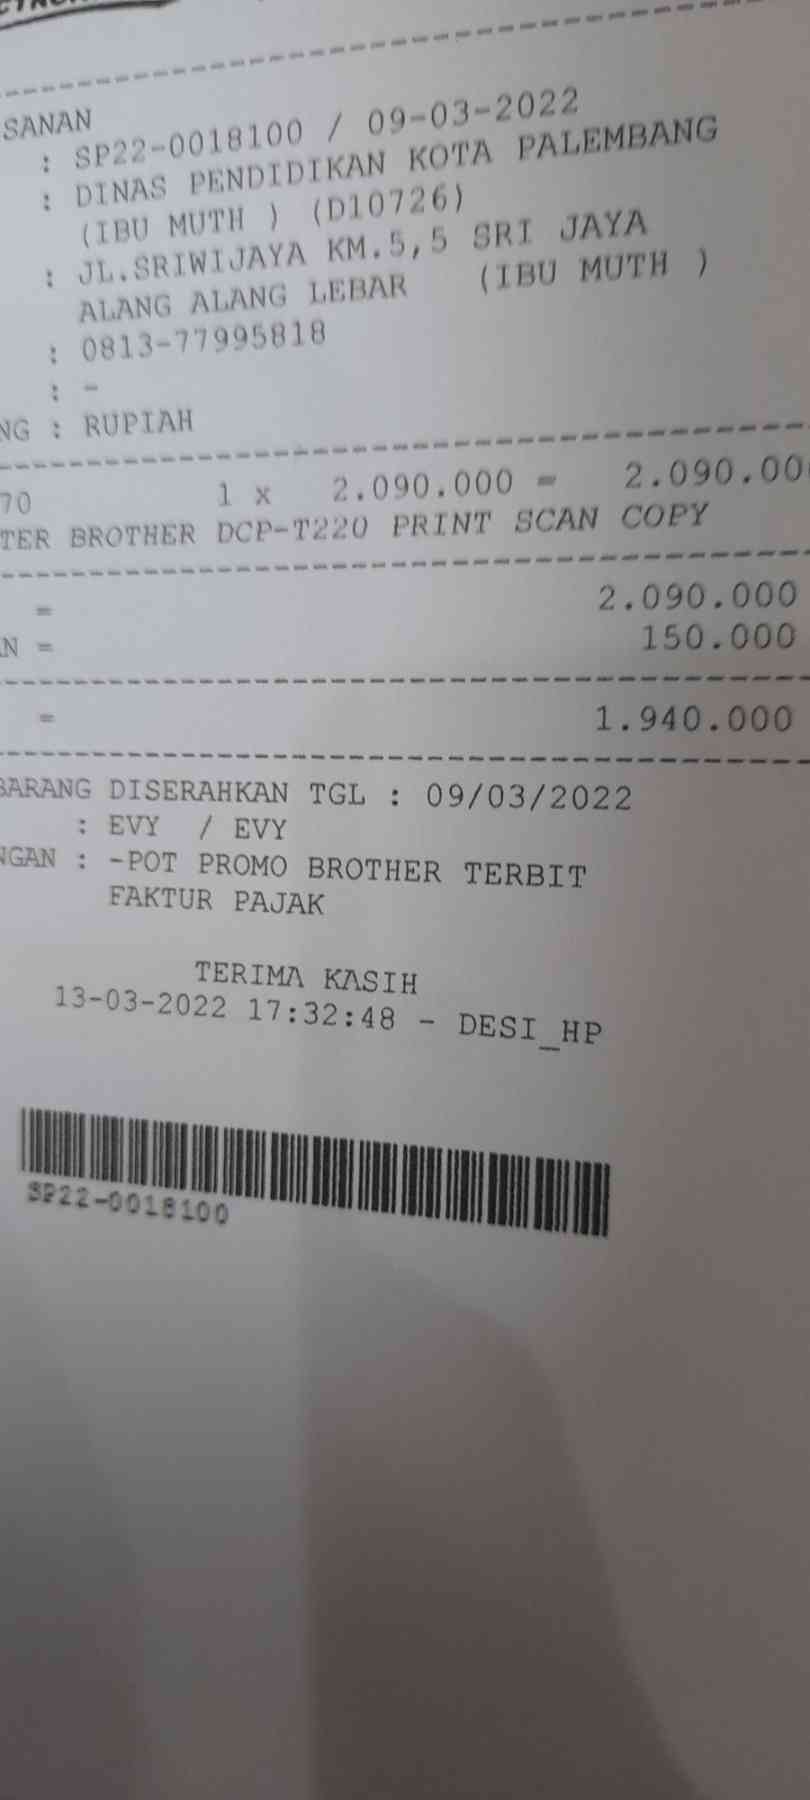 SANAN
: SP22-0018100 / 09-03-2022
: DINAS PENDIDIKAN KOTA PALEMBANG
(IBU MUTH ) (D10726)
: JL.SRIWIJAYA KM.5,5 SRI JAYA
ALANG ALANG LEBAR (IBU MUTH )
: 0813-77995818
: -
NG : RUPIAH
70 1 x 2.090.000 = 2.090.00
TER BROTHER DCP-T220 PRINT SCAN COPY
= 2.090.000
AN = 150.000
= 1.940.000
BARANG DISERAHKAN TGL : 09/03/2022
: EVY / EVY
NGAN : -POT PROMO BROTHER TERBIT
FAKTUR PAJAK
TERIMA KASIH
13-03-2022 17:32:48 - DESI_HP
SP22-0018100